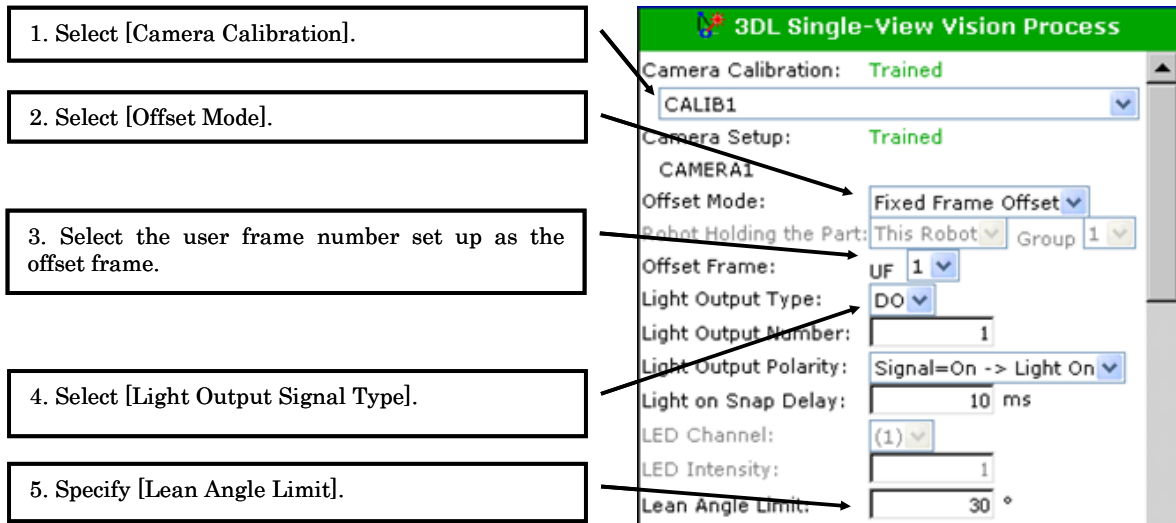 1. Select [Camera Calibration].
2. Select [Offset Mode].
3. Select the user frame number set up as the
offset frame.
4. Select [Light Output Signal Type].
5. Specify [Lean Angle Limit].
3DL Single-View Vision Process
Camera Calibration: Trained
CALIB1
Camera Setup: Trained
CAMERA1
Offset Mode: Fixed Frame Offset
Robot Holding the Part: This Robot Group 1
Offset Frame: UF 1
Light Output Type: DO
Light Output Number: 1
Light Output Polarity: Signal=On -> Light On
Light on Snap Delay: 10 ms
LED Channel: (1)
LED Intensity: 1
Lean Angle Limit: 30 °